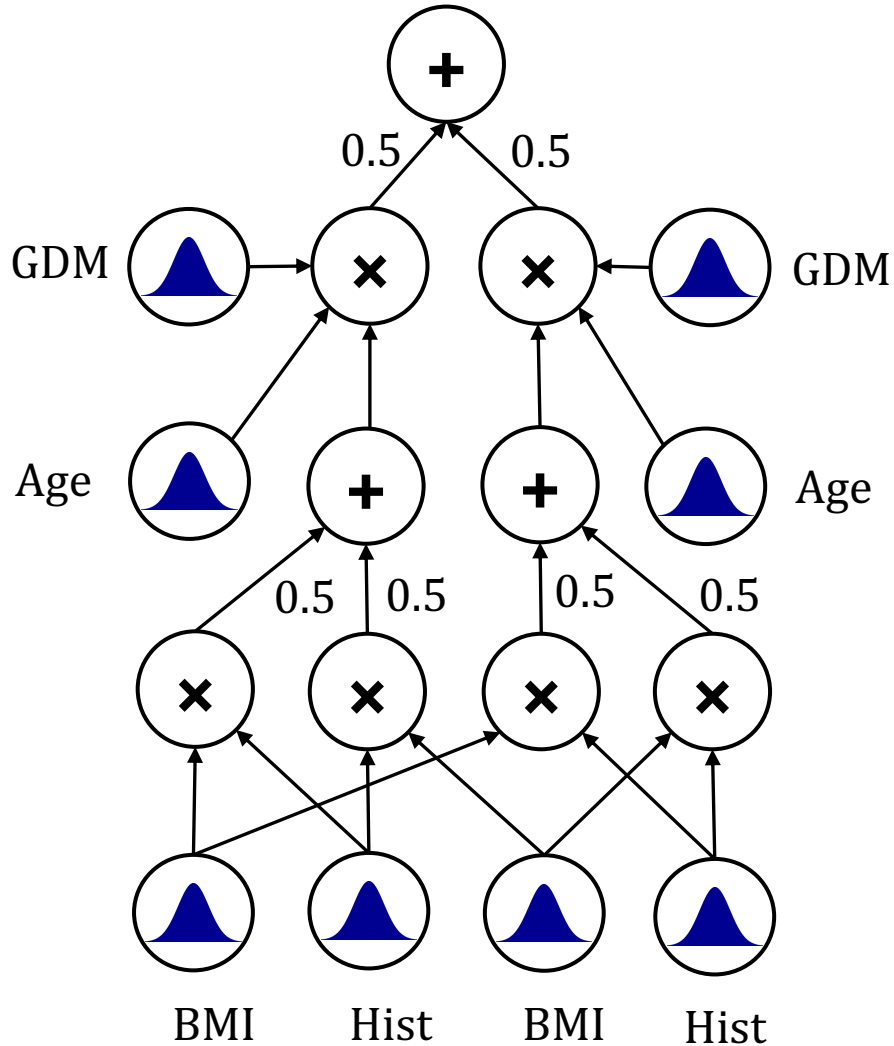 +
0.5 0.5
GDM × × GDM
Age + + Age
0.5 0.5 0.5 0.5
× × × ×
BMI Hist BMI Hist